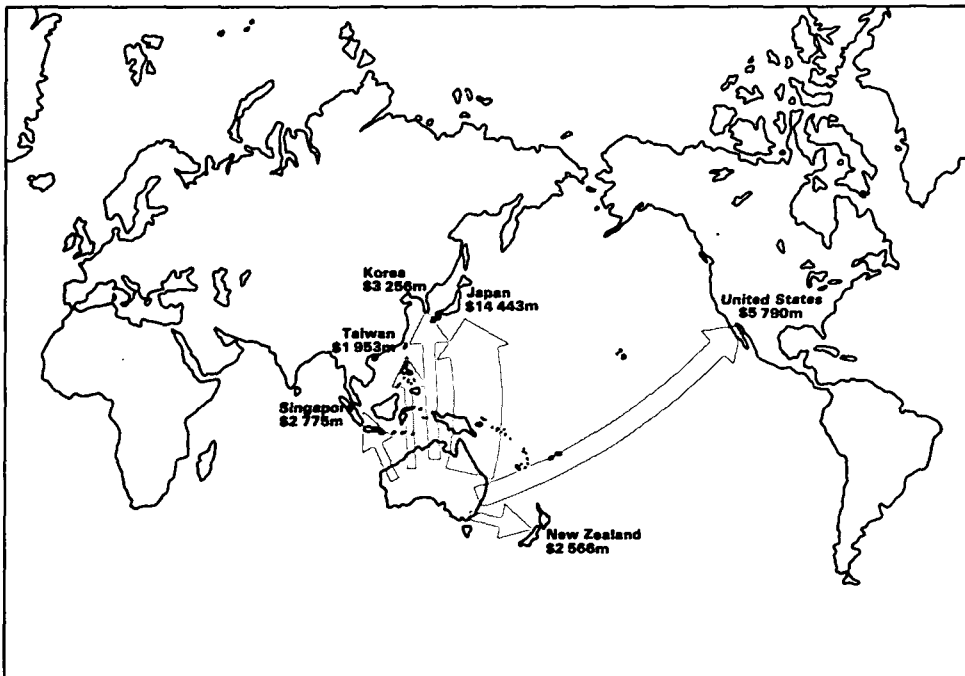 Korea
$3 256m
Japan
$14 443m
United States
$5 790m
Taiwan
$1 953m
Singapor
$2 775m
New Zealand
$2 566m